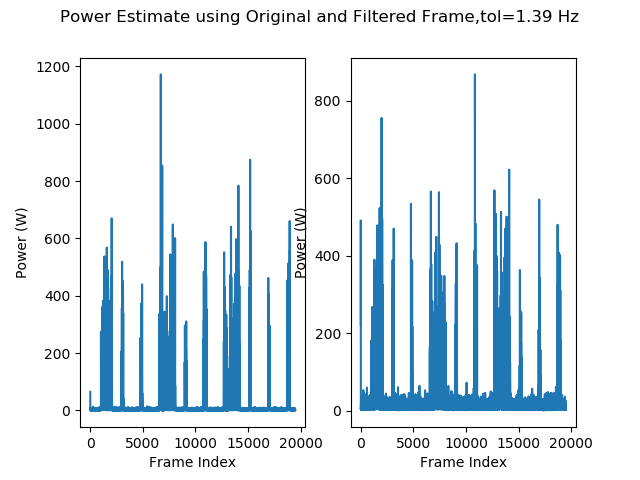 Power Estimate using Original and Filtered Frame,tol=1.39 Hz
Power (W)
1200
1000
800
600
400
200
0
0 5000 10000 15000 20000
Frame Index
Power (W)
800
600
400
200
0
0 5000 10000 15000 20000
Frame Index